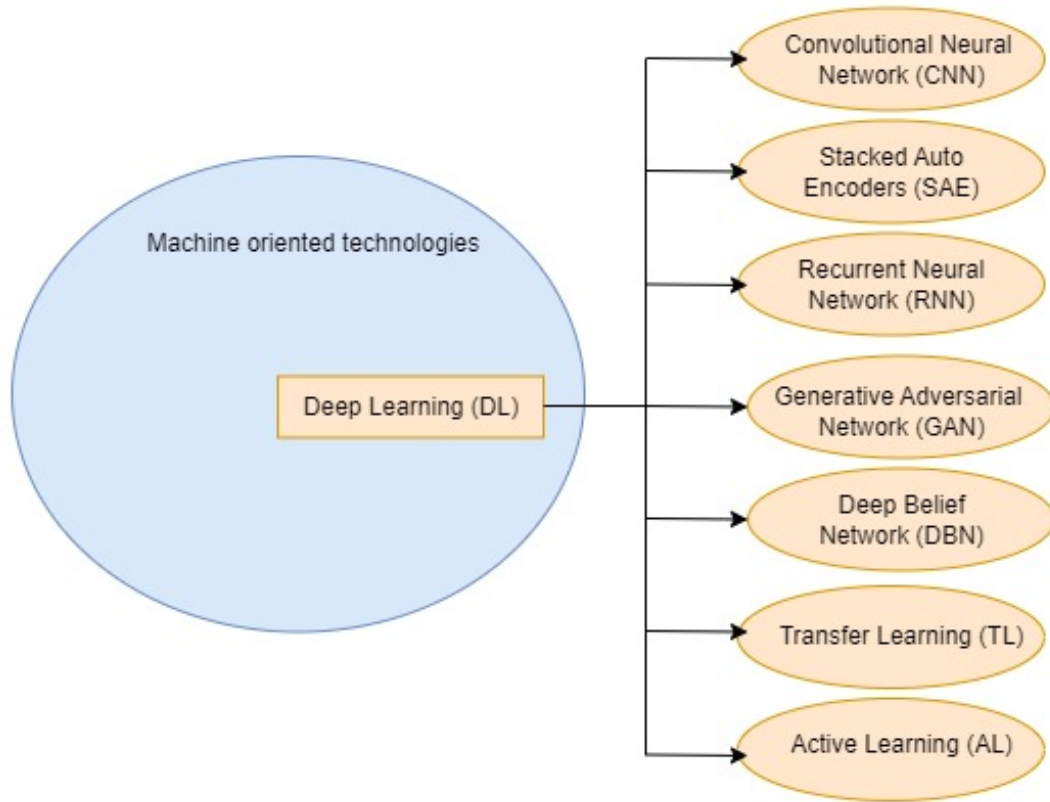 Convolutional Neural
Network (CNN)
Stacked Auto
Encoders (SAE)
Machine oriented technologies
Recurrent Neural
Network (RNN)
Deep Learning (DL)
Generative Adversarial
Network (GAN)
Deep Belief
Network (DBN)
Transfer Learning (TL)
Active Learning (AL)